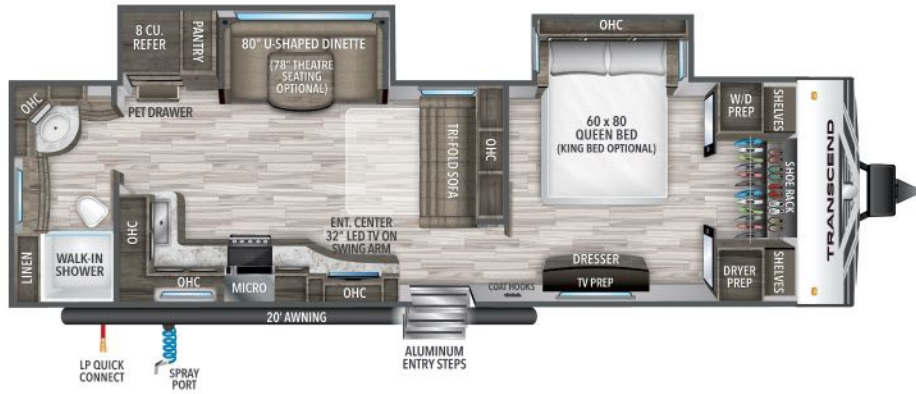 8 CU.
REFER
PANTRY
80" U-SHAPED DINETTE
(78" THEATRE
SEATING
OPTIONAL)
OHC
OHC
PET DRAWER
TRI-FOLD SOFA
OHC
60 x 80
QUEEN BED
(KING BED OPTIONAL)
W/D
PREP
SHELVES
SHOE RACK
TRANSCEND
ENT. CENTER
32" LED TV ON
SWING ARM
OHC
LINEN
WALK-IN
SHOWER
OHC
MICRO
OHC
COAT HOOKS
DRESSER
TV PREP
DRYER
PREP
SHELVES
20' AWNING
LP QUICK
CONNECT
SPRAY
PORT
ALUMINUM
ENTRY STEPS